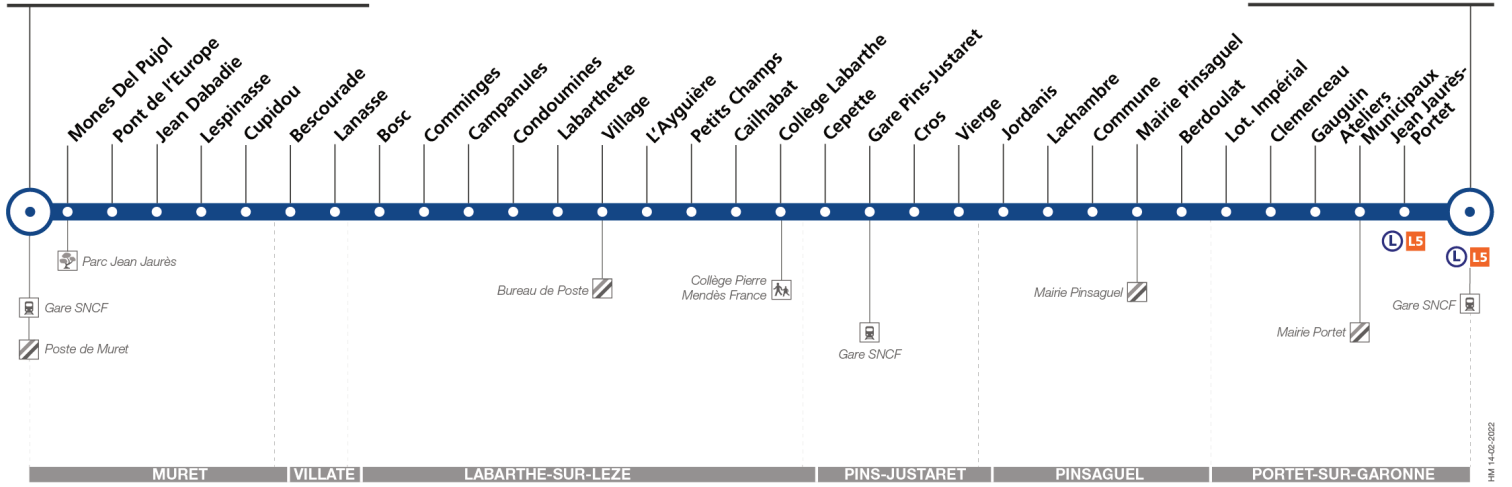 Mones Del Pujol
Pont de l'Europe
Jean Dabadie
Lespinasse
Cupidou
Bescourade
Lanasse
Bosc
Comminges
Campanules
Condoumines
Labarthette
Village
L'Ayguière
Petits Champs
Cailhabat
Collège Labarthe
Cepette
Gare Pins-Justaret
Cros
Vierge
Jordanis
Lachambre
Commune
Mairie Pinsaguel
Berdoulat
Lot. Impérial
Clemenceau
Gauguin
Ateliers
Municipaux
Jean Jaurès-
Portet
L L5
L L5
Parc Jean Jaurès
Gare SNCF
Poste de Muret
Bureau de Poste
Collège Pierre
Mendès France
Gare SNCF
Mairie Pinsaguel
Mairie Portet
Gare SNCF
MURET
VILLATE
LABARTHE-SUR-LEZE
PINS-JUSTARET
PINSAGUEL
PORTET-SUR-GARONNE
HM 14-02-2022